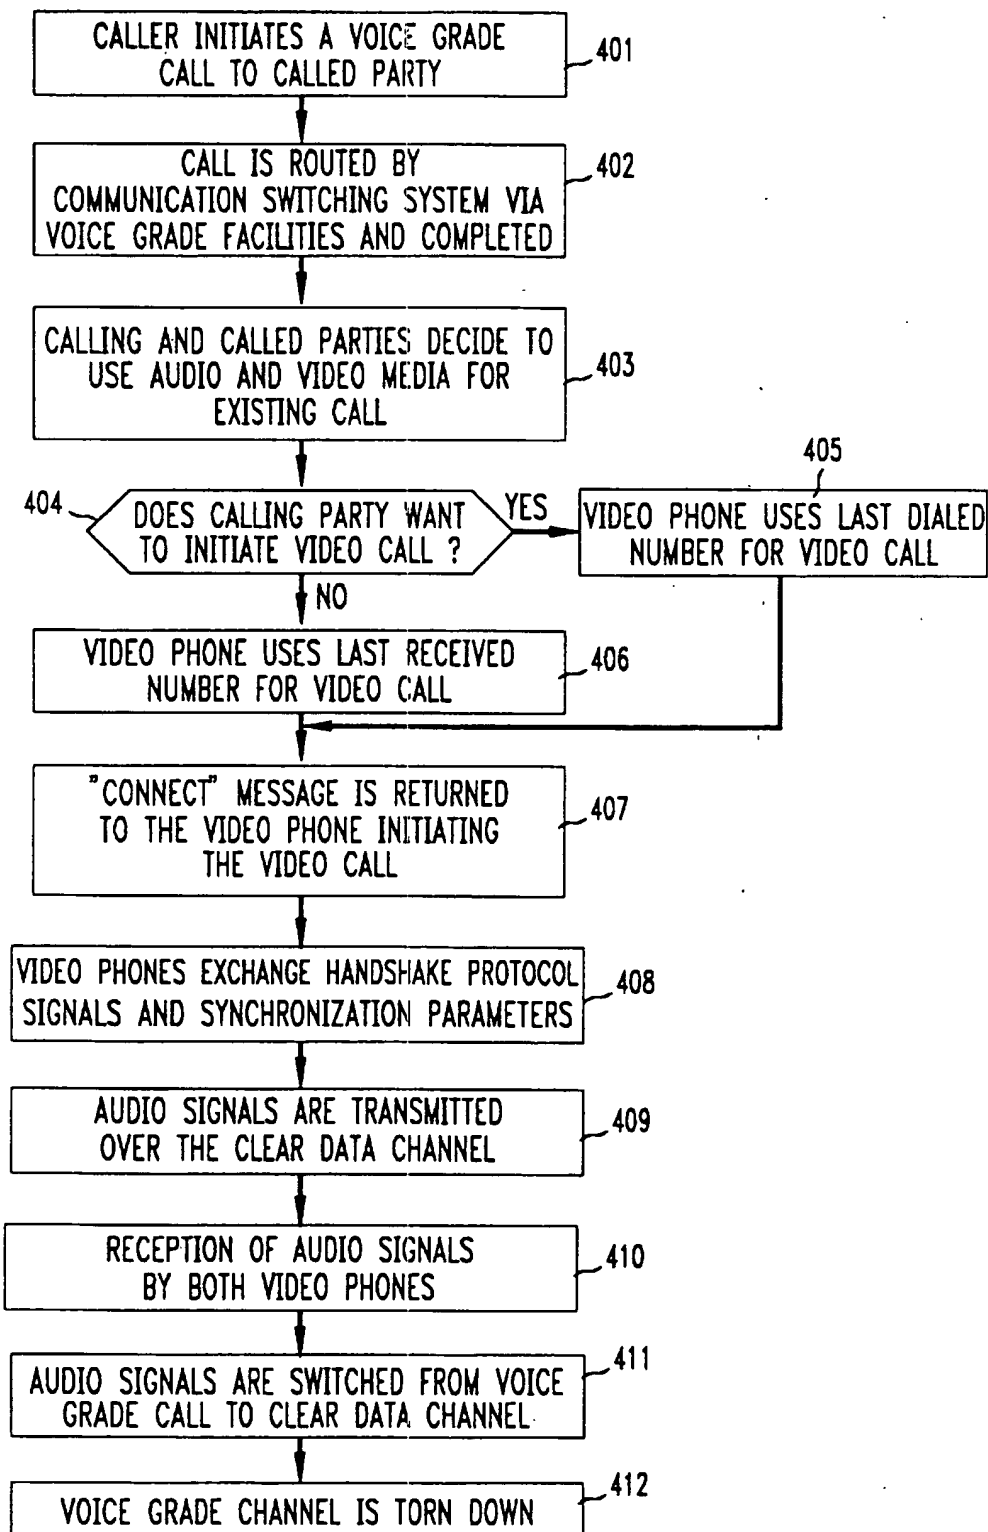 CALLER INITIATES A VOICE GRADE
CALL TO CALLED PARTY
401
CALL IS ROUTED BY
COMMUNICATION SWITCHING SYSTEM VIA
VOICE GRADE FACILITIES AND COMPLETED
402
CALLING AND CALLED PARTIES DECIDE TO
USE AUDIO AND VIDEO MEDIA FOR
EXISTING CALL
403
404
DOES CALLING PARTY WANT
TO INITIATE VIDEO CALL ?
YES
405
VIDEO PHONE USES LAST DIALED
NUMBER FOR VIDEO CALL
NO
VIDEO PHONE USES LAST RECEIVED
NUMBER FOR VIDEO CALL
406
"CONNECT" MESSAGE IS RETURNED
TO THE VIDEO PHONE INITIATING
THE VIDEO CALL
407
VIDEO PHONES EXCHANGE HANDSHAKE PROTOCOL
SIGNALS AND SYNCHRONIZATION PARAMETERS
408
AUDIO SIGNALS ARE TRANSMITTED
OVER THE CLEAR DATA CHANNEL
409
RECEPTION OF AUDIO SIGNALS
BY BOTH VIDEO PHONES
410
AUDIO SIGNALS ARE SWITCHED FROM VOICE
GRADE CALL TO CLEAR DATA CHANNEL
411
VOICE GRADE CHANNEL IS TORN DOWN
412